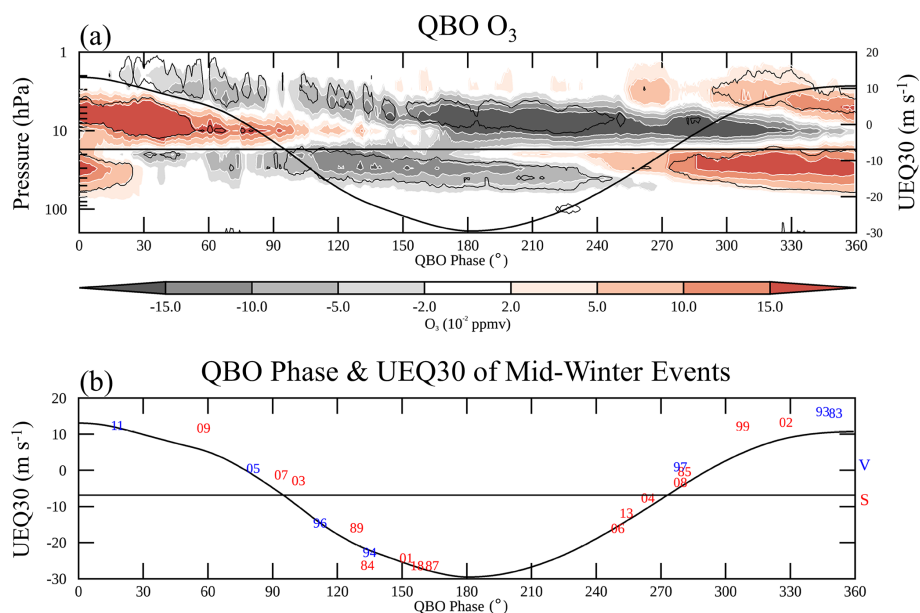 (a)
QBO O3
Pressure (hPa)
1
10
100
20
10
0
-10
-20
-30
UEQ30 (m s-1)
0 30 60 90 120 150 180 210 240 270 300 330 360
QBO Phase (°)
-15.0 -10.0 -5.0 -2.0 2.0 5.0 10.0 15.0
O3 (10-2 ppmv)
(b)
QBO Phase & UEQ30 of Mid-Winter Events
UEQ30 (m s-1)
20
10
0
-10
-20
-30
11 09 99 02 93 83
05 07 03 97 85 08 04
96 89 94 84 01 18 87 06 13
V
S
0 30 60 90 120 150 180 210 240 270 300 330 360
QBO Phase (°)